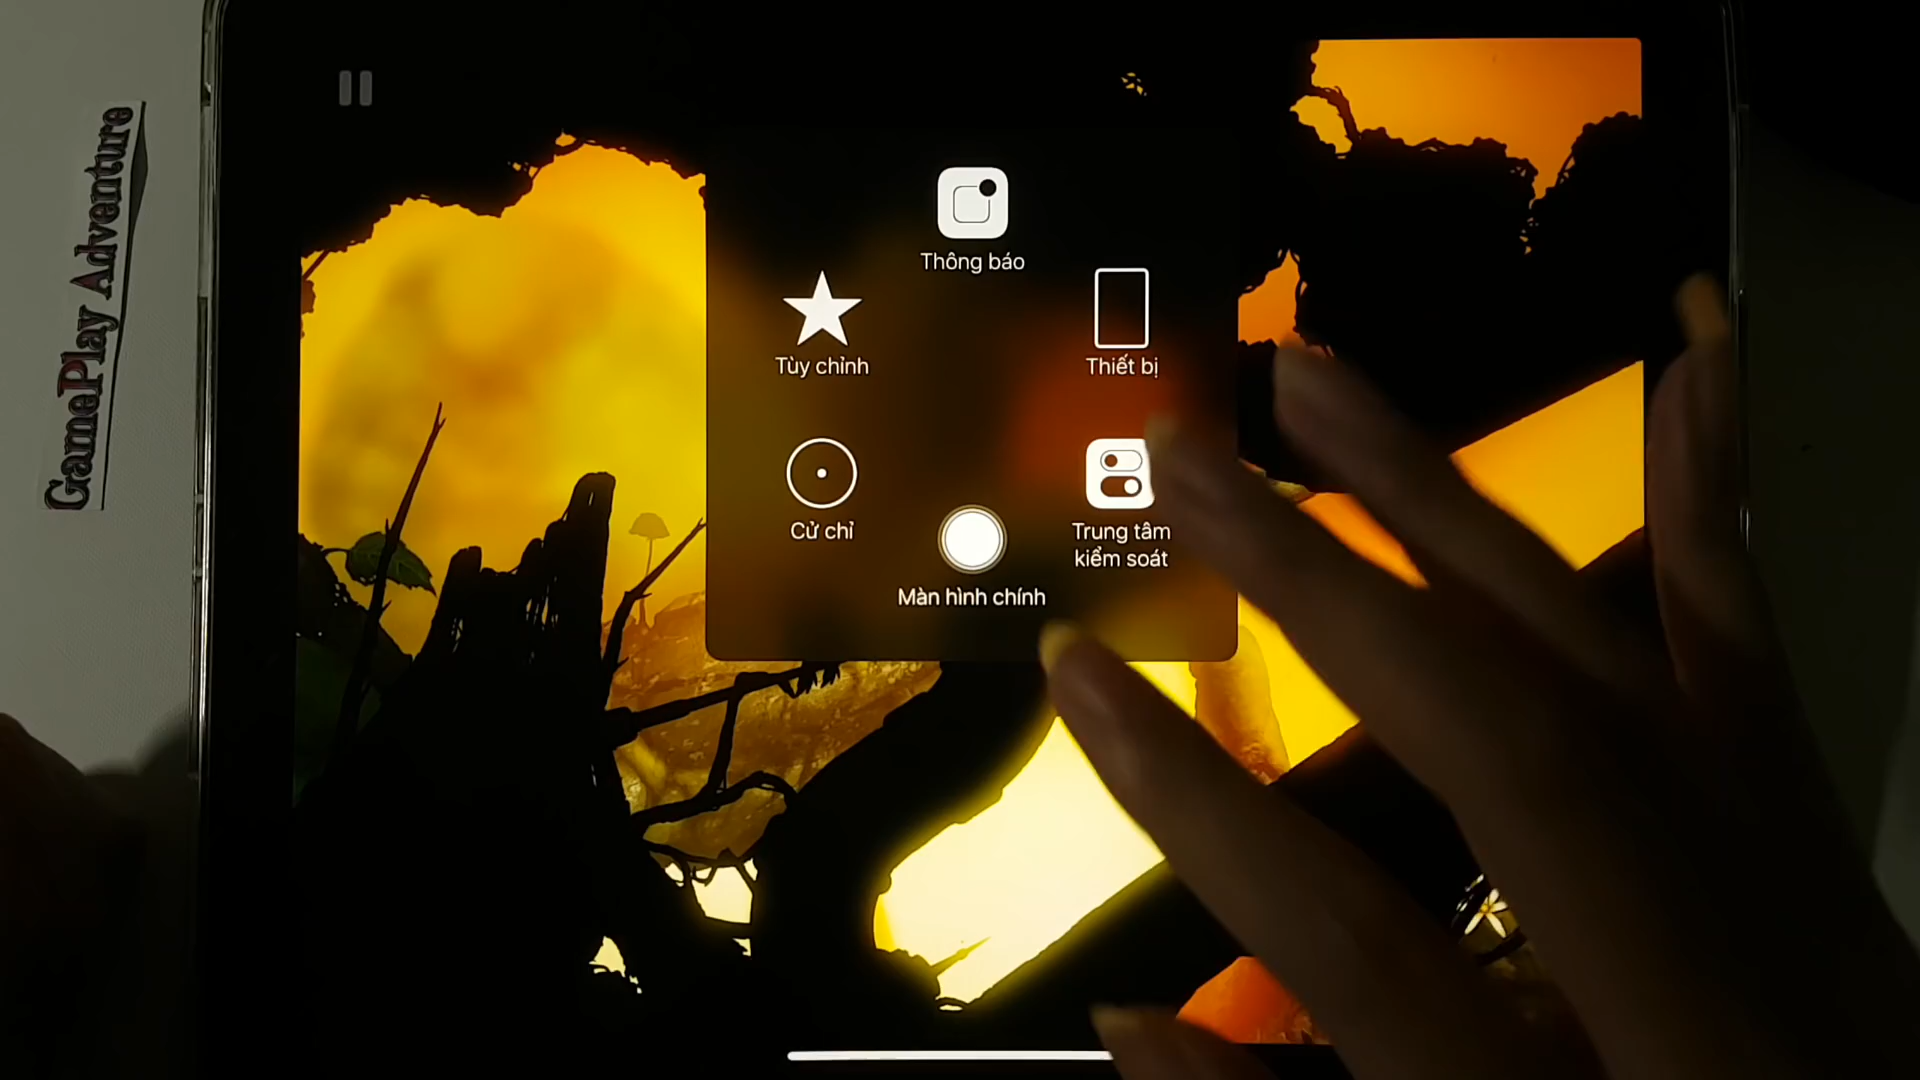 GamePlay Adventure
Thông báo
Tùy chỉnh
Thiết bị
Cử chỉ
Trung tâm
kiểm soát
Màn hình chính